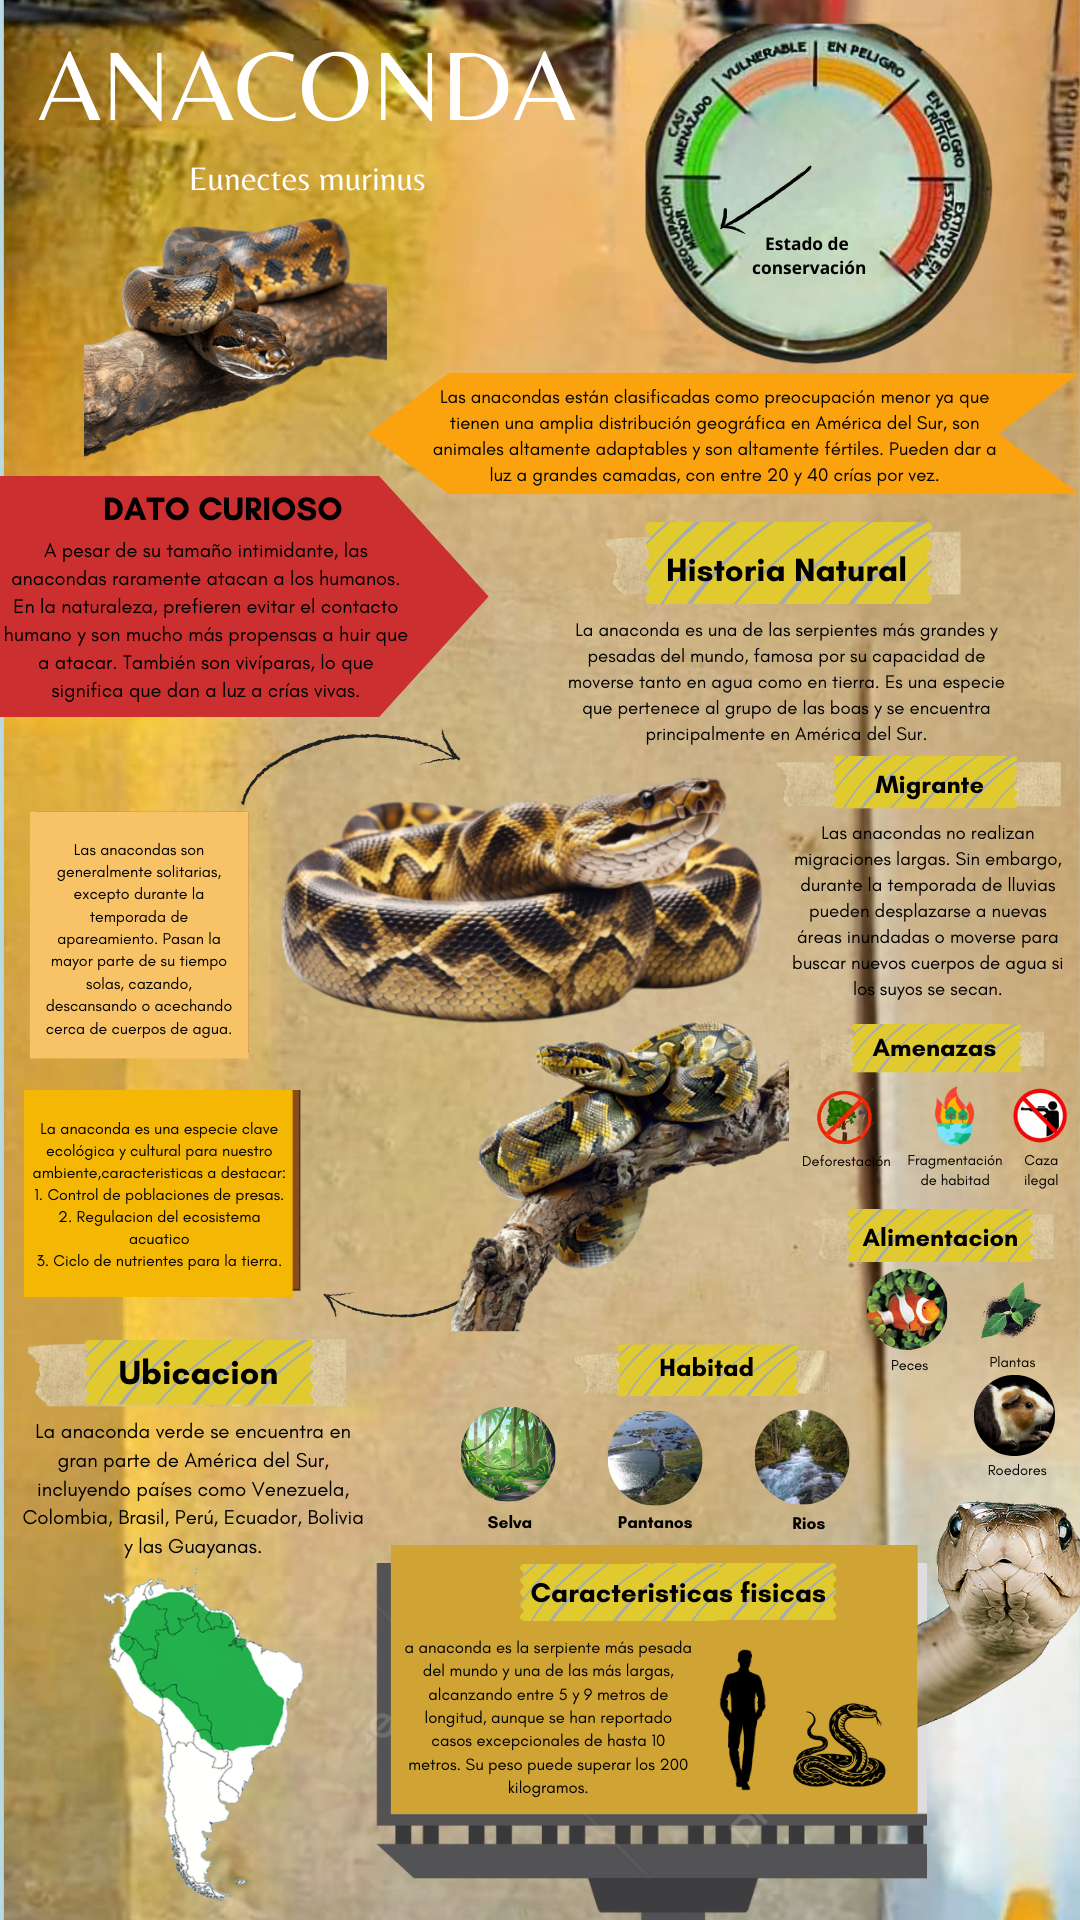 ANACONDA
Eunectes murinus
CASI
AMENAZADO
VULNERABLE
EN PELIGRO
EN PELIGRO
CRÍTICO
EXTINTO EN
ESTADO SALVAJE
PREOCUPACION
MENOR
Estado de
conservación
Las anacondas están clasificadas como preocupación menor ya que
tienen una amplia distribución geográfica en América del Sur, son
animales altamente adaptables y son altamente fértiles. Pueden dar a
luz a grandes camadas, con entre 20 y 40 crías por vez.
DATO CURIOSO
A pesar de su tamaño intimidante, las
anacondas raramente atacan a los humanos.
En la naturaleza, prefieren evitar el contacto
humano y son mucho más propensas a huir que
a atacar. También son vivíparas, lo que
significa que dan a luz a crías vivas.
Historia Natural
La anaconda es una de las serpientes más grandes y
pesadas del mundo, famosa por su capacidad de
moverse tanto en agua como en tierra. Es una especie
que pertenece al grupo de las boas y se encuentra
principalmente en América del Sur.
Migrante
Las anacondas no realizan
migraciones largas. Sin embargo,
durante la temporada de lluvias
pueden desplazarse a nuevas
áreas inundadas o moverse para
buscar nuevos cuerpos de agua si
los suyos se secan.
Las anacondas son
generalmente solitarias,
excepto durante la
temporada de
apareamiento. Pasan la
mayor parte de su tiempo
solas, cazando,
descansando o acechando
cerca de cuerpos de agua.
Amenazas
Deforestación
Fragmentación
de habitad
Caza
ilegal
La anaconda es una especie clave
ecológica y cultural para nuestro
ambiente,caracteristicas a destacar:
1. Control de poblaciones de presas.
2. Regulacion del ecosistema
acuatico
3. Ciclo de nutrientes para la tierra.
Alimentacion
Peces
Plantas
Roedores
Ubicacion
La anaconda verde se encuentra en
gran parte de América del Sur,
incluyendo países como Venezuela,
Colombia, Brasil, Perú, Ecuador, Bolivia
y las Guayanas.
Habitad
Selva
Pantanos
Rios
Caracteristicas fisicas
a anaconda es la serpiente más pesada
del mundo y una de las más largas,
alcanzando entre 5 y 9 metros de
longitud, aunque se han reportado
casos excepcionales de hasta 10
metros. Su peso puede superar los 200
kilogramos.